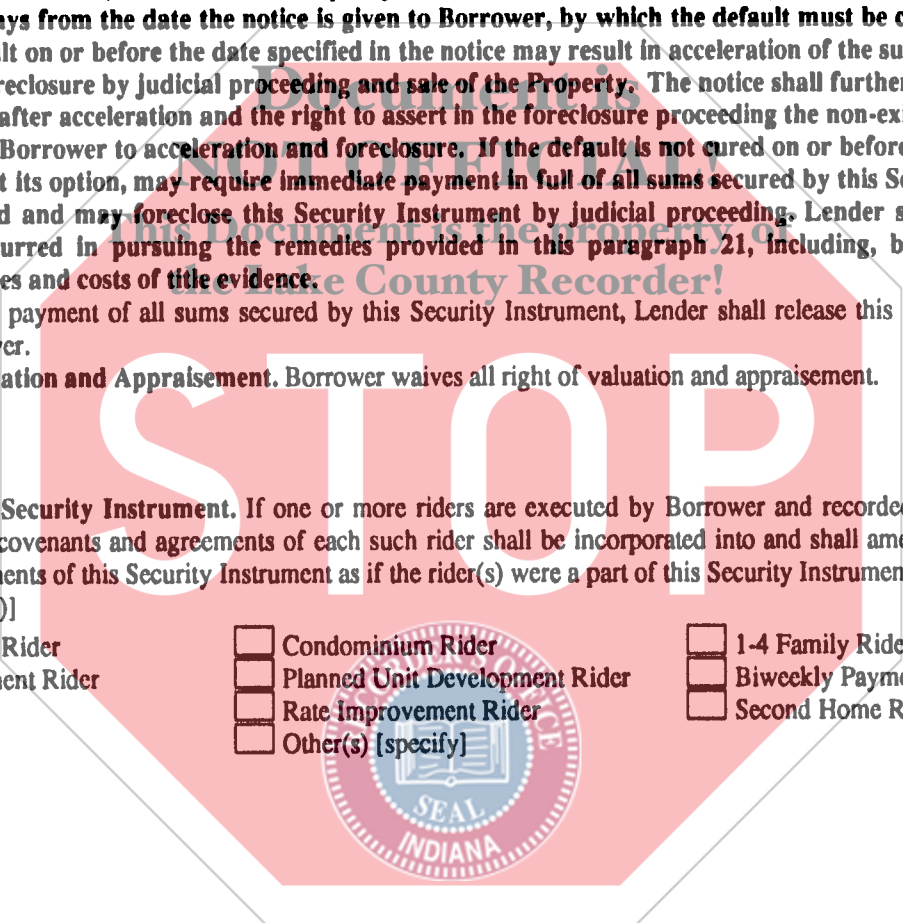 ys from the date the notice is given to Borrower, by which the default must be c
lt on or before the date specified in the notice may result in acceleration of the su
reclosure by judicial proceeding and sale of the Property. The notice shall further
Document is
after acceleration and the right to assert in the foreclosure proceeding the non-ex
Borrower to acceleration and foreclosure. If the default is not cured on or before
NOT OFFICIAL!
t its option, may require immediate payment in full of all sums secured by this Se
d and may foreclose this Security Instrument by judicial proceeding. Lender s
This Document is the property of
urred in pursuing the remedies provided in this paragraph 21, including, b
es and costs of title evidence.
the Lake County Recorder!
payment of all sums secured by this Security Instrument, Lender shall release this
er.
ation and Appraisement. Borrower waives all right of valuation and appraisement.
STOP
Security Instrument. If one or more riders are executed by Borrower and recorde
covenants and agreements of each such rider shall be incorporated into and shall ame
ents of this Security Instrument as if the rider(s) were a part of this Security Instrumen
)]
Rider Condominium Rider 1-4 Family Ride
ent Rider Planned Unit Development Rider Biweekly Payme
Rate Improvement Rider Second Home R
Other(s) [specify]
RECORDER'S OFFICE
SEAL
INDIANA